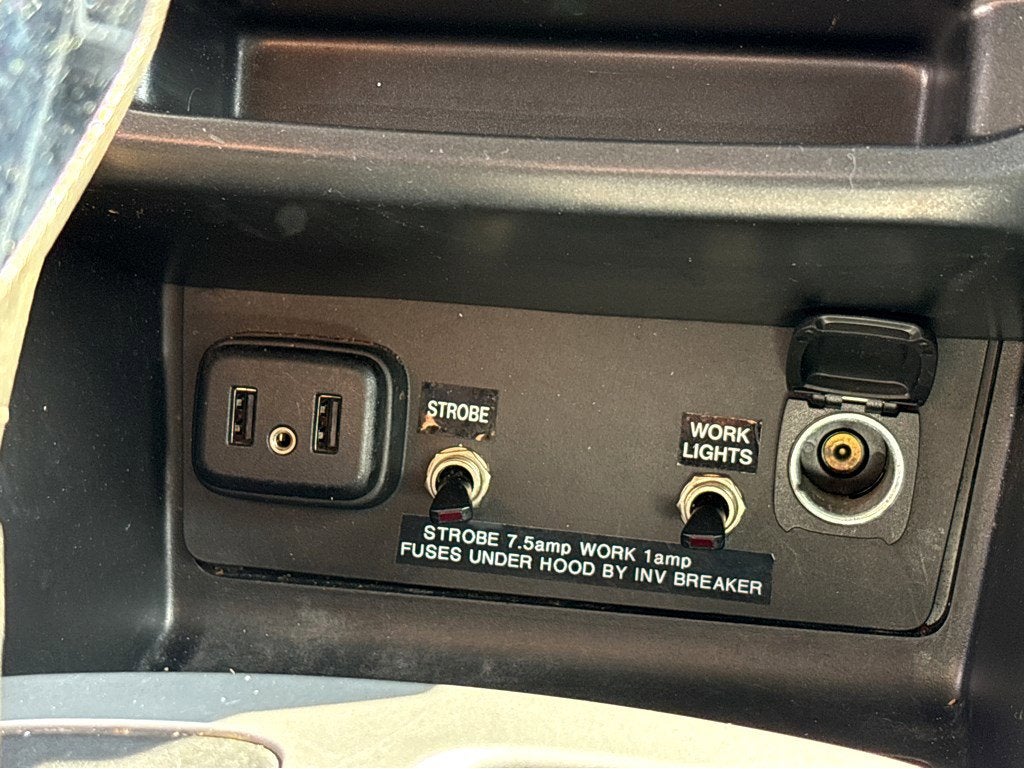 STROBE
WORK
LIGHTS
STROBE 7.5amp WORK 1amp
FUSES UNDER HOOD BY INV BREAKER